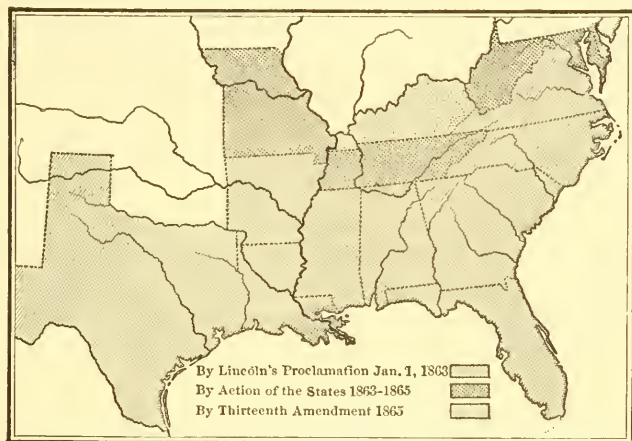 By Lincoln's Proclamation Jan. 1, 1863
By Action of the States 1863-1865
By Thirteenth Amendment 1865